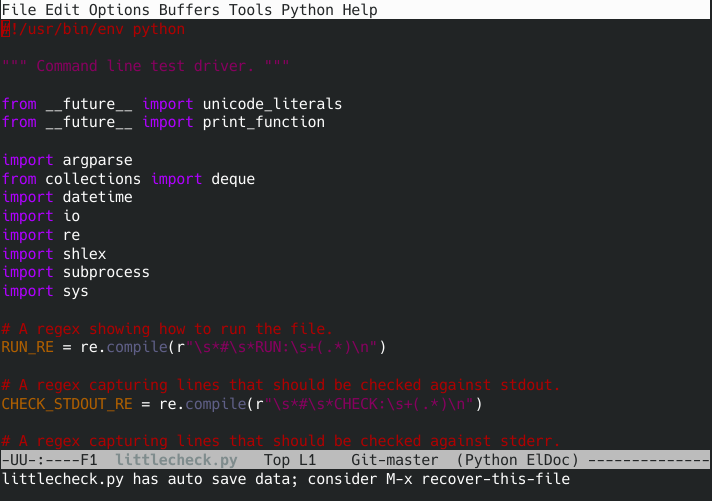 File Edit Options Buffers Tools Python Help
#!/usr/bin/env python
""" Command line test driver. """
from __future__ import unicode_literals
from __future__ import print_function
import argparse
from collections import deque
import datetime
import io
import re
import shlex
import subprocess
import sys
# A regex showing how to run the file.
RUN_RE = re.compile(r"\s*#\s*RUN:\s+(.*)\n")
# A regex capturing lines that should be checked against stdout.
CHECK_STDOUT_RE = re.compile(r"\s*#\s*CHECK:\s+(.*)\n")
# A regex capturing lines that should be checked against stderr.
-UU-:----F1  littlecheck.py   Top L1    Git-master  (Python ElDoc) --------------
littlecheck.py has auto save data; consider M-x recover-this-file